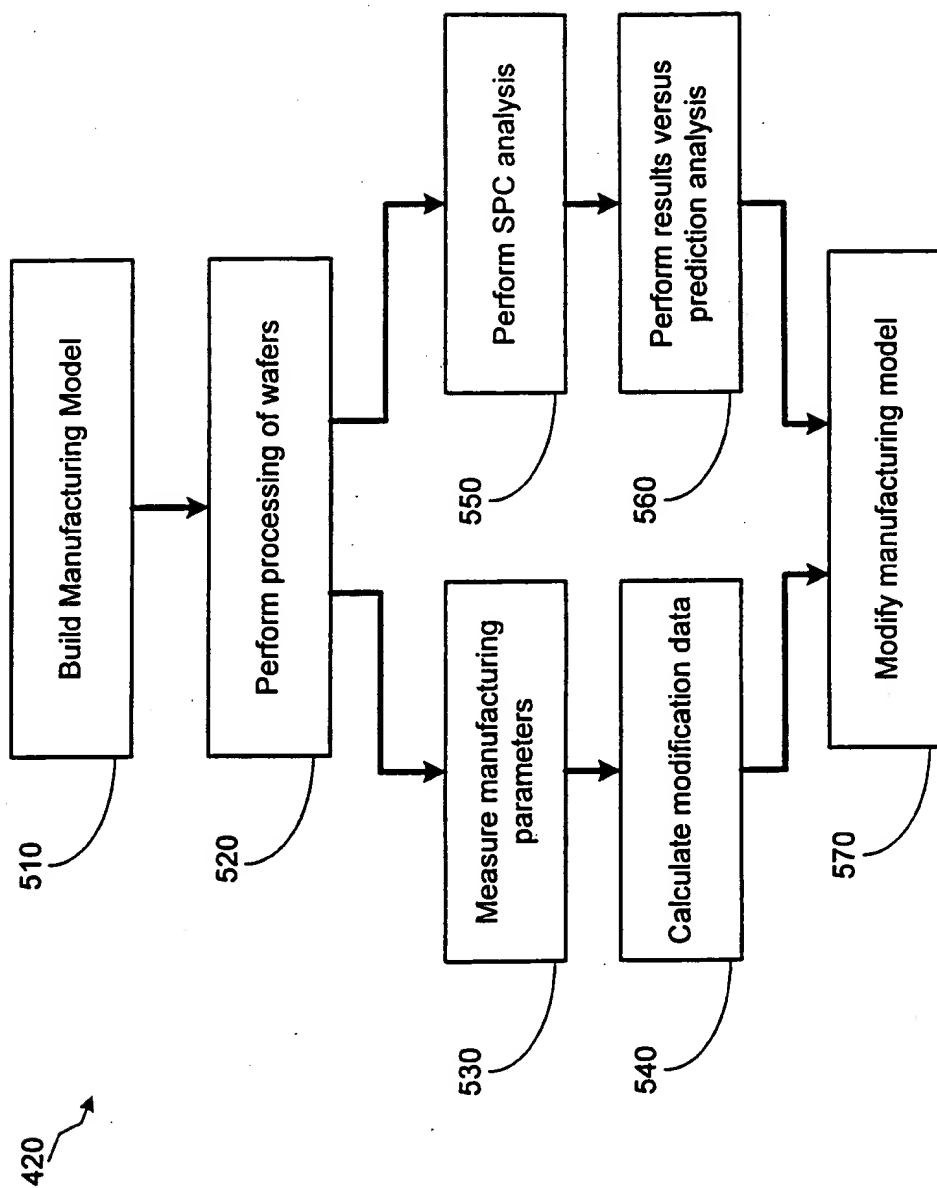 420
510
Build Manufacturing Model
520
Perform processing of wafers
530
Measure manufacturing
parameters
550
Perform SPC analysis
540
Calculate modification data
560
Perform results versus
prediction analysis
570
Modify manufacturing model